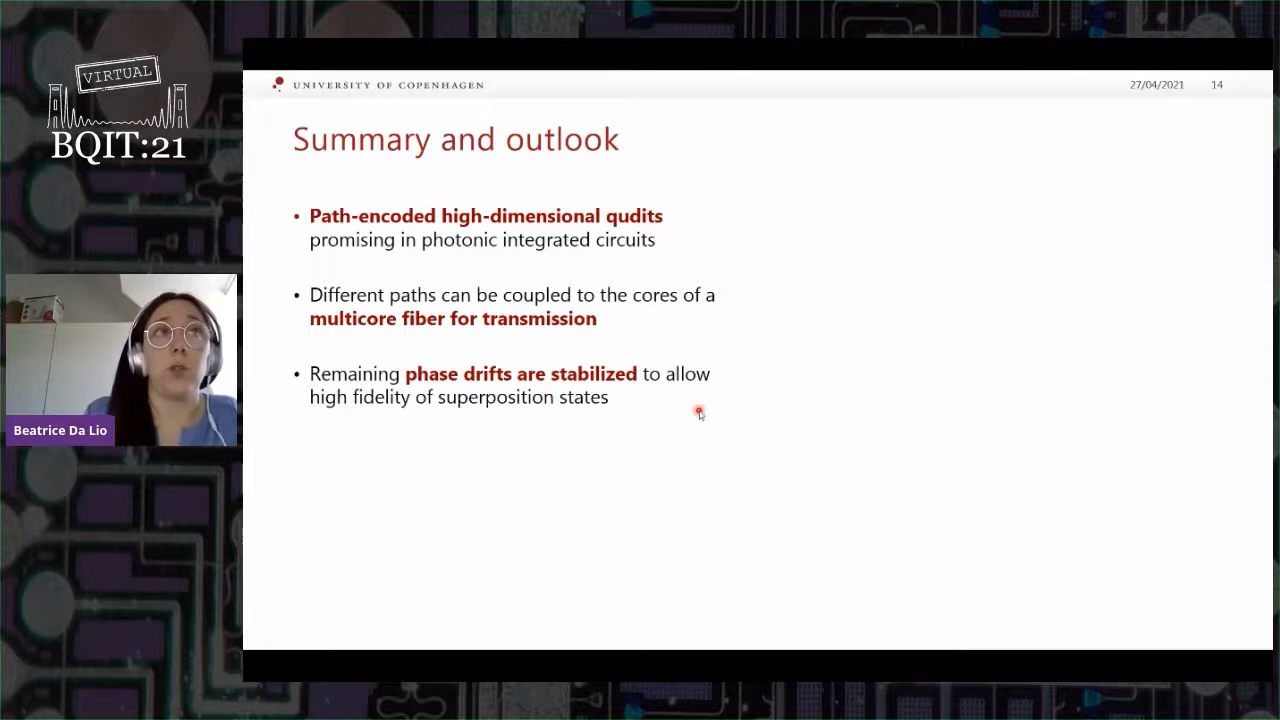 VIRTUAL
BQIT:21
UNIVERSITY OF COPENHAGEN
27/04/2021
14
Summary and outlook
• Path-encoded high-dimensional qudits
promising in photonic integrated circuits
• Different paths can be coupled to the cores of a
multicore fiber for transmission
• Remaining phase drifts are stabilized to allow
high fidelity of superposition states
Beatrice Da Lio